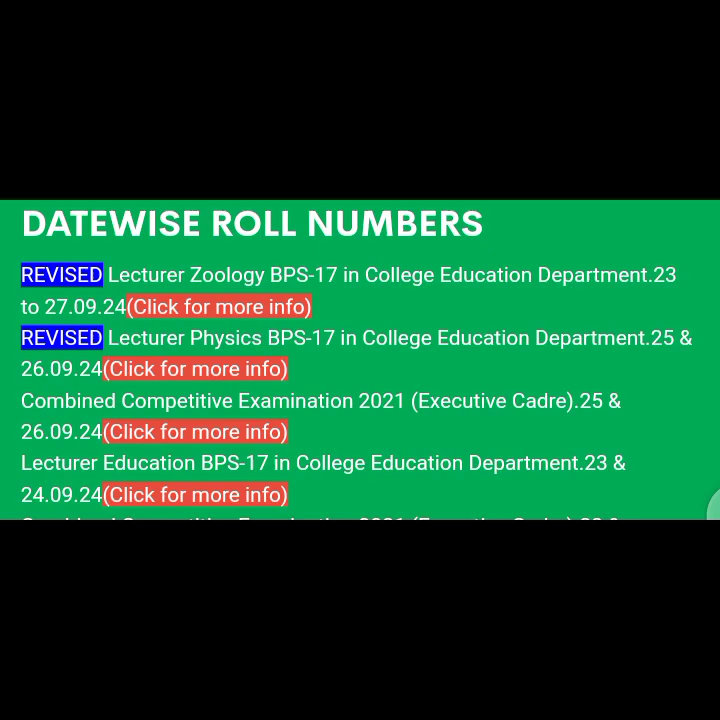 DATEWISE ROLL NUMBERS
REVISED Lecturer Zoology BPS-17 in College Education Department.23
to 27.09.24(Click for more info)
REVISED Lecturer Physics BPS-17 in College Education Department.25 &
26.09.24(Click for more info)
Combined Competitive Examination 2021 (Executive Cadre).25 &
26.09.24(Click for more info)
Lecturer Education BPS-17 in College Education Department.23 &
24.09.24(Click for more info)